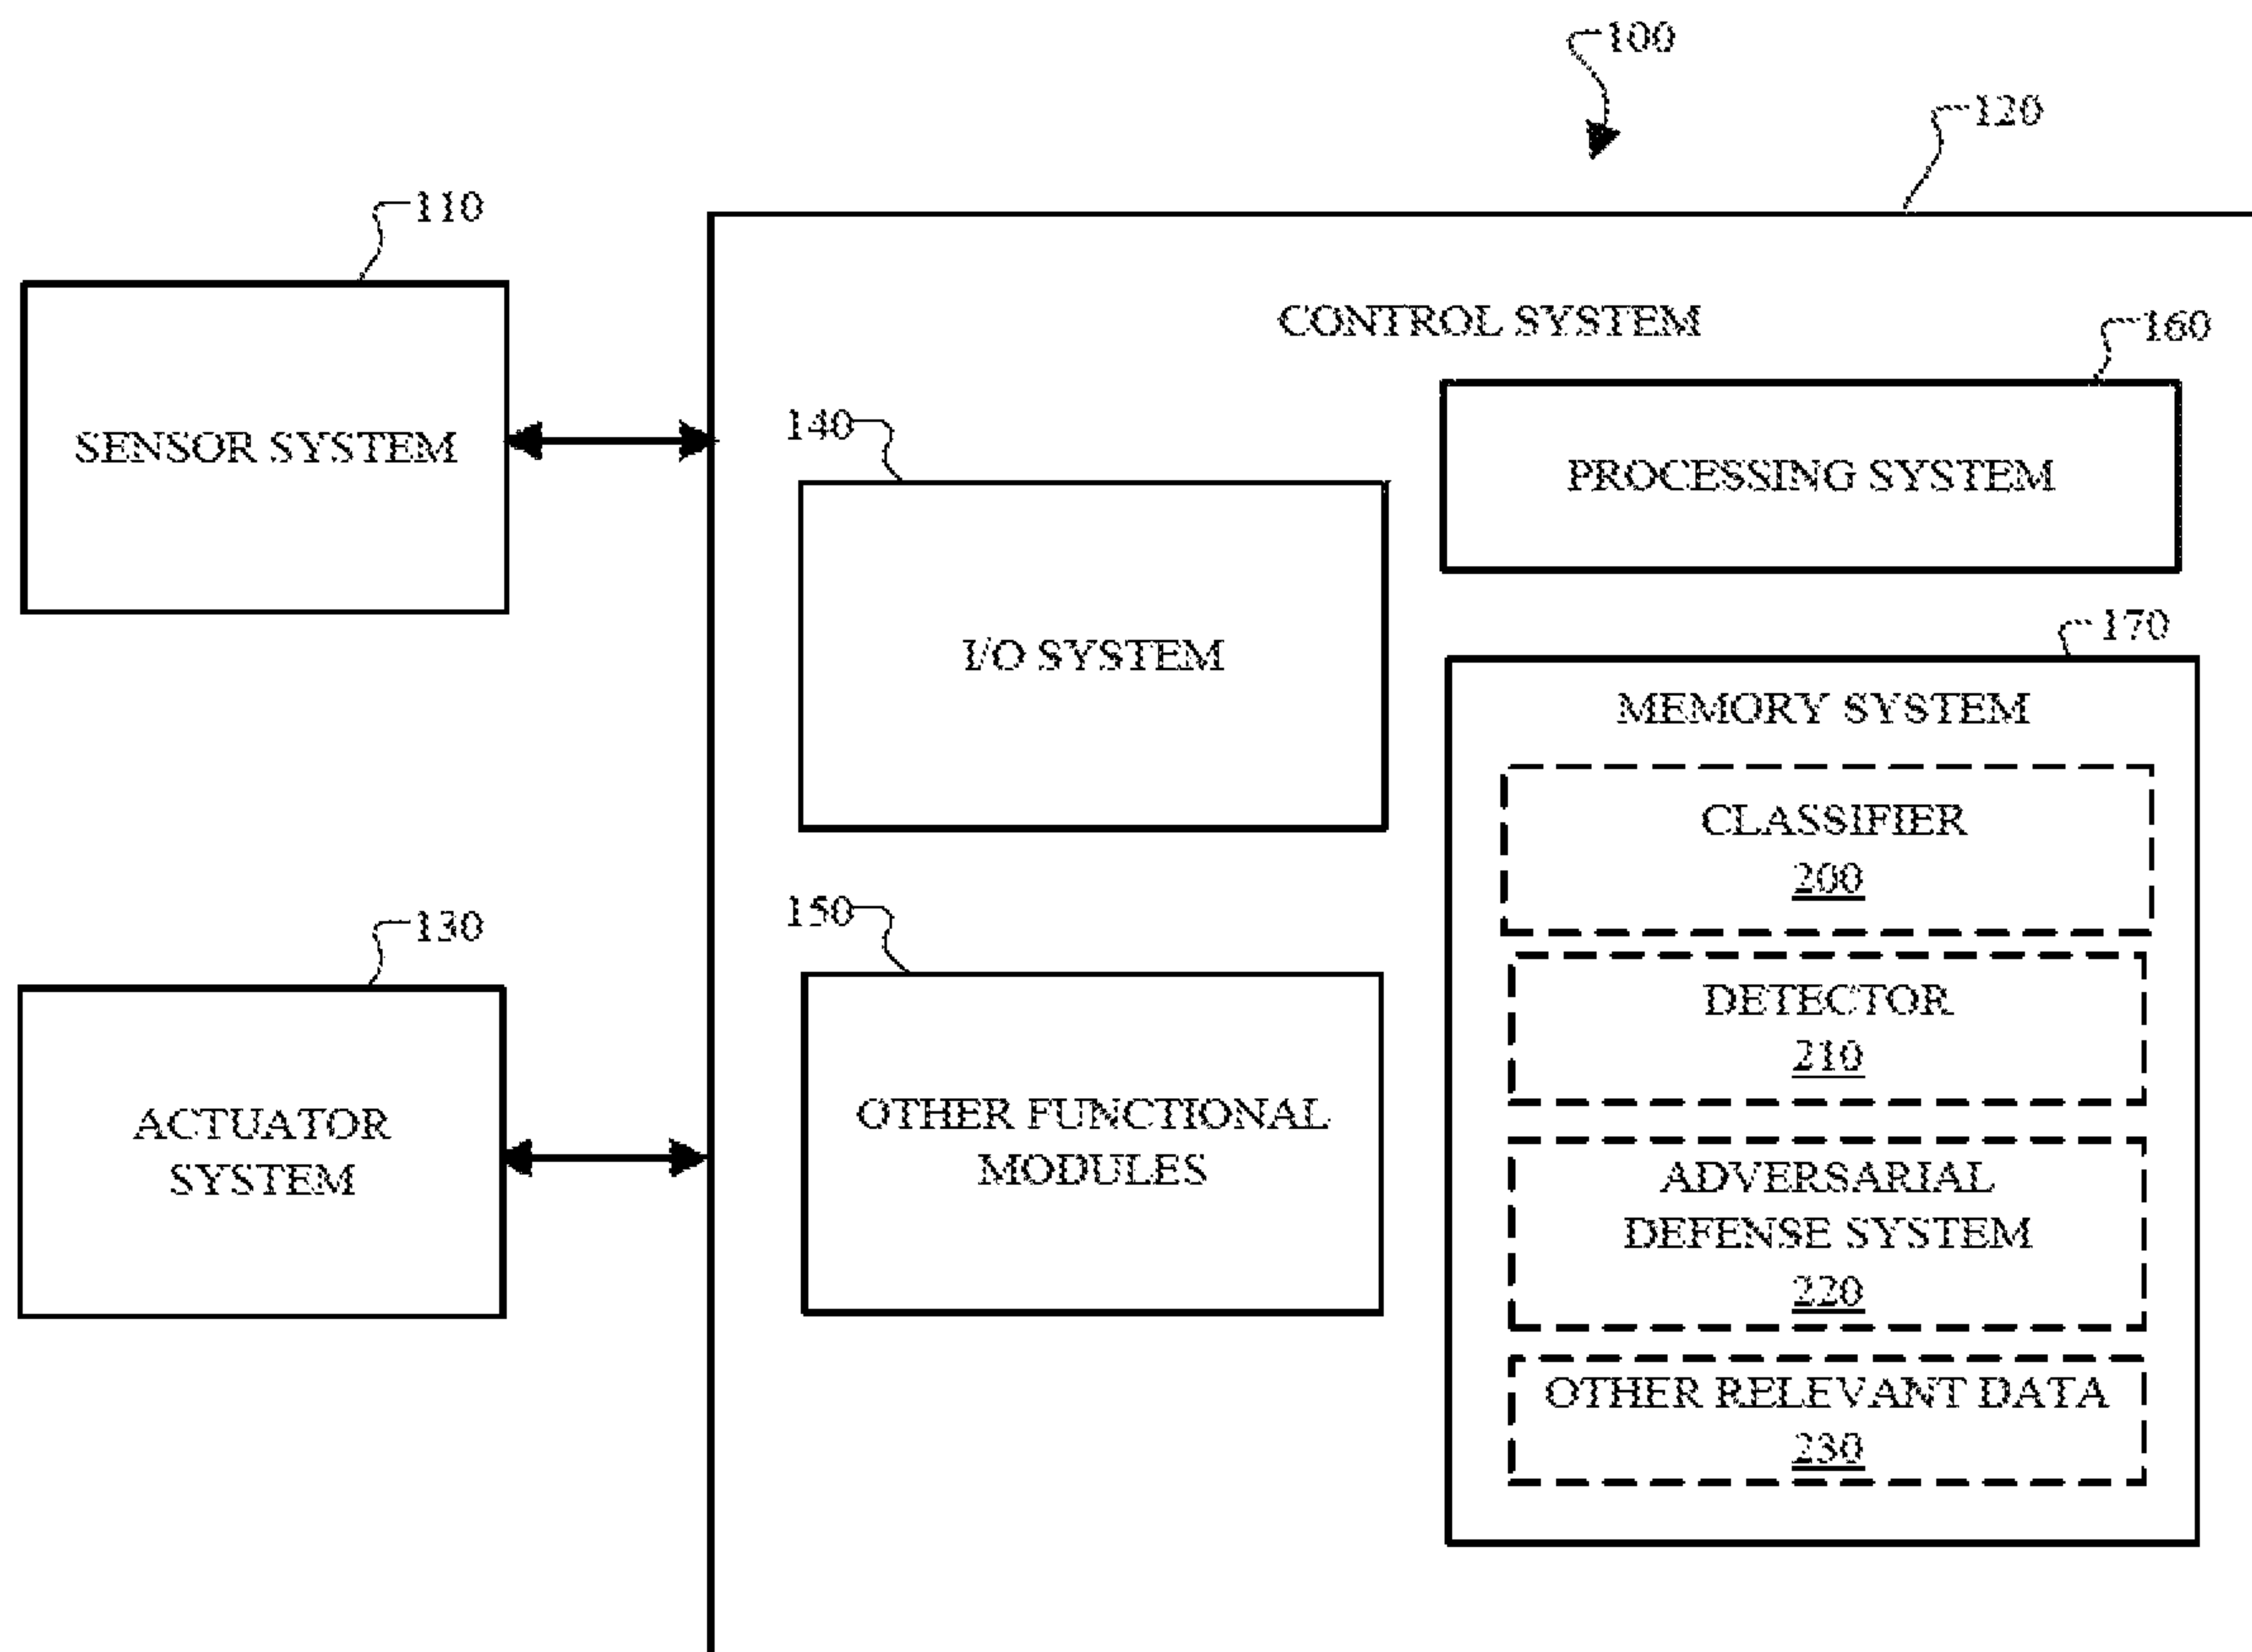 100
120
110
CONTROL SYSTEM
160
SENSOR SYSTEM
140
PROCESSING SYSTEM
I/O SYSTEM
170
MEMORY SYSTEM
CLASSIFIER
200
150
130
DETECTOR
210
ACTUATOR
SYSTEM
OTHER FUNCTIONAL
MODULES
ADVERSARIAL
DEFENSE SYSTEM
220
OTHER RELEVANT DATA
230